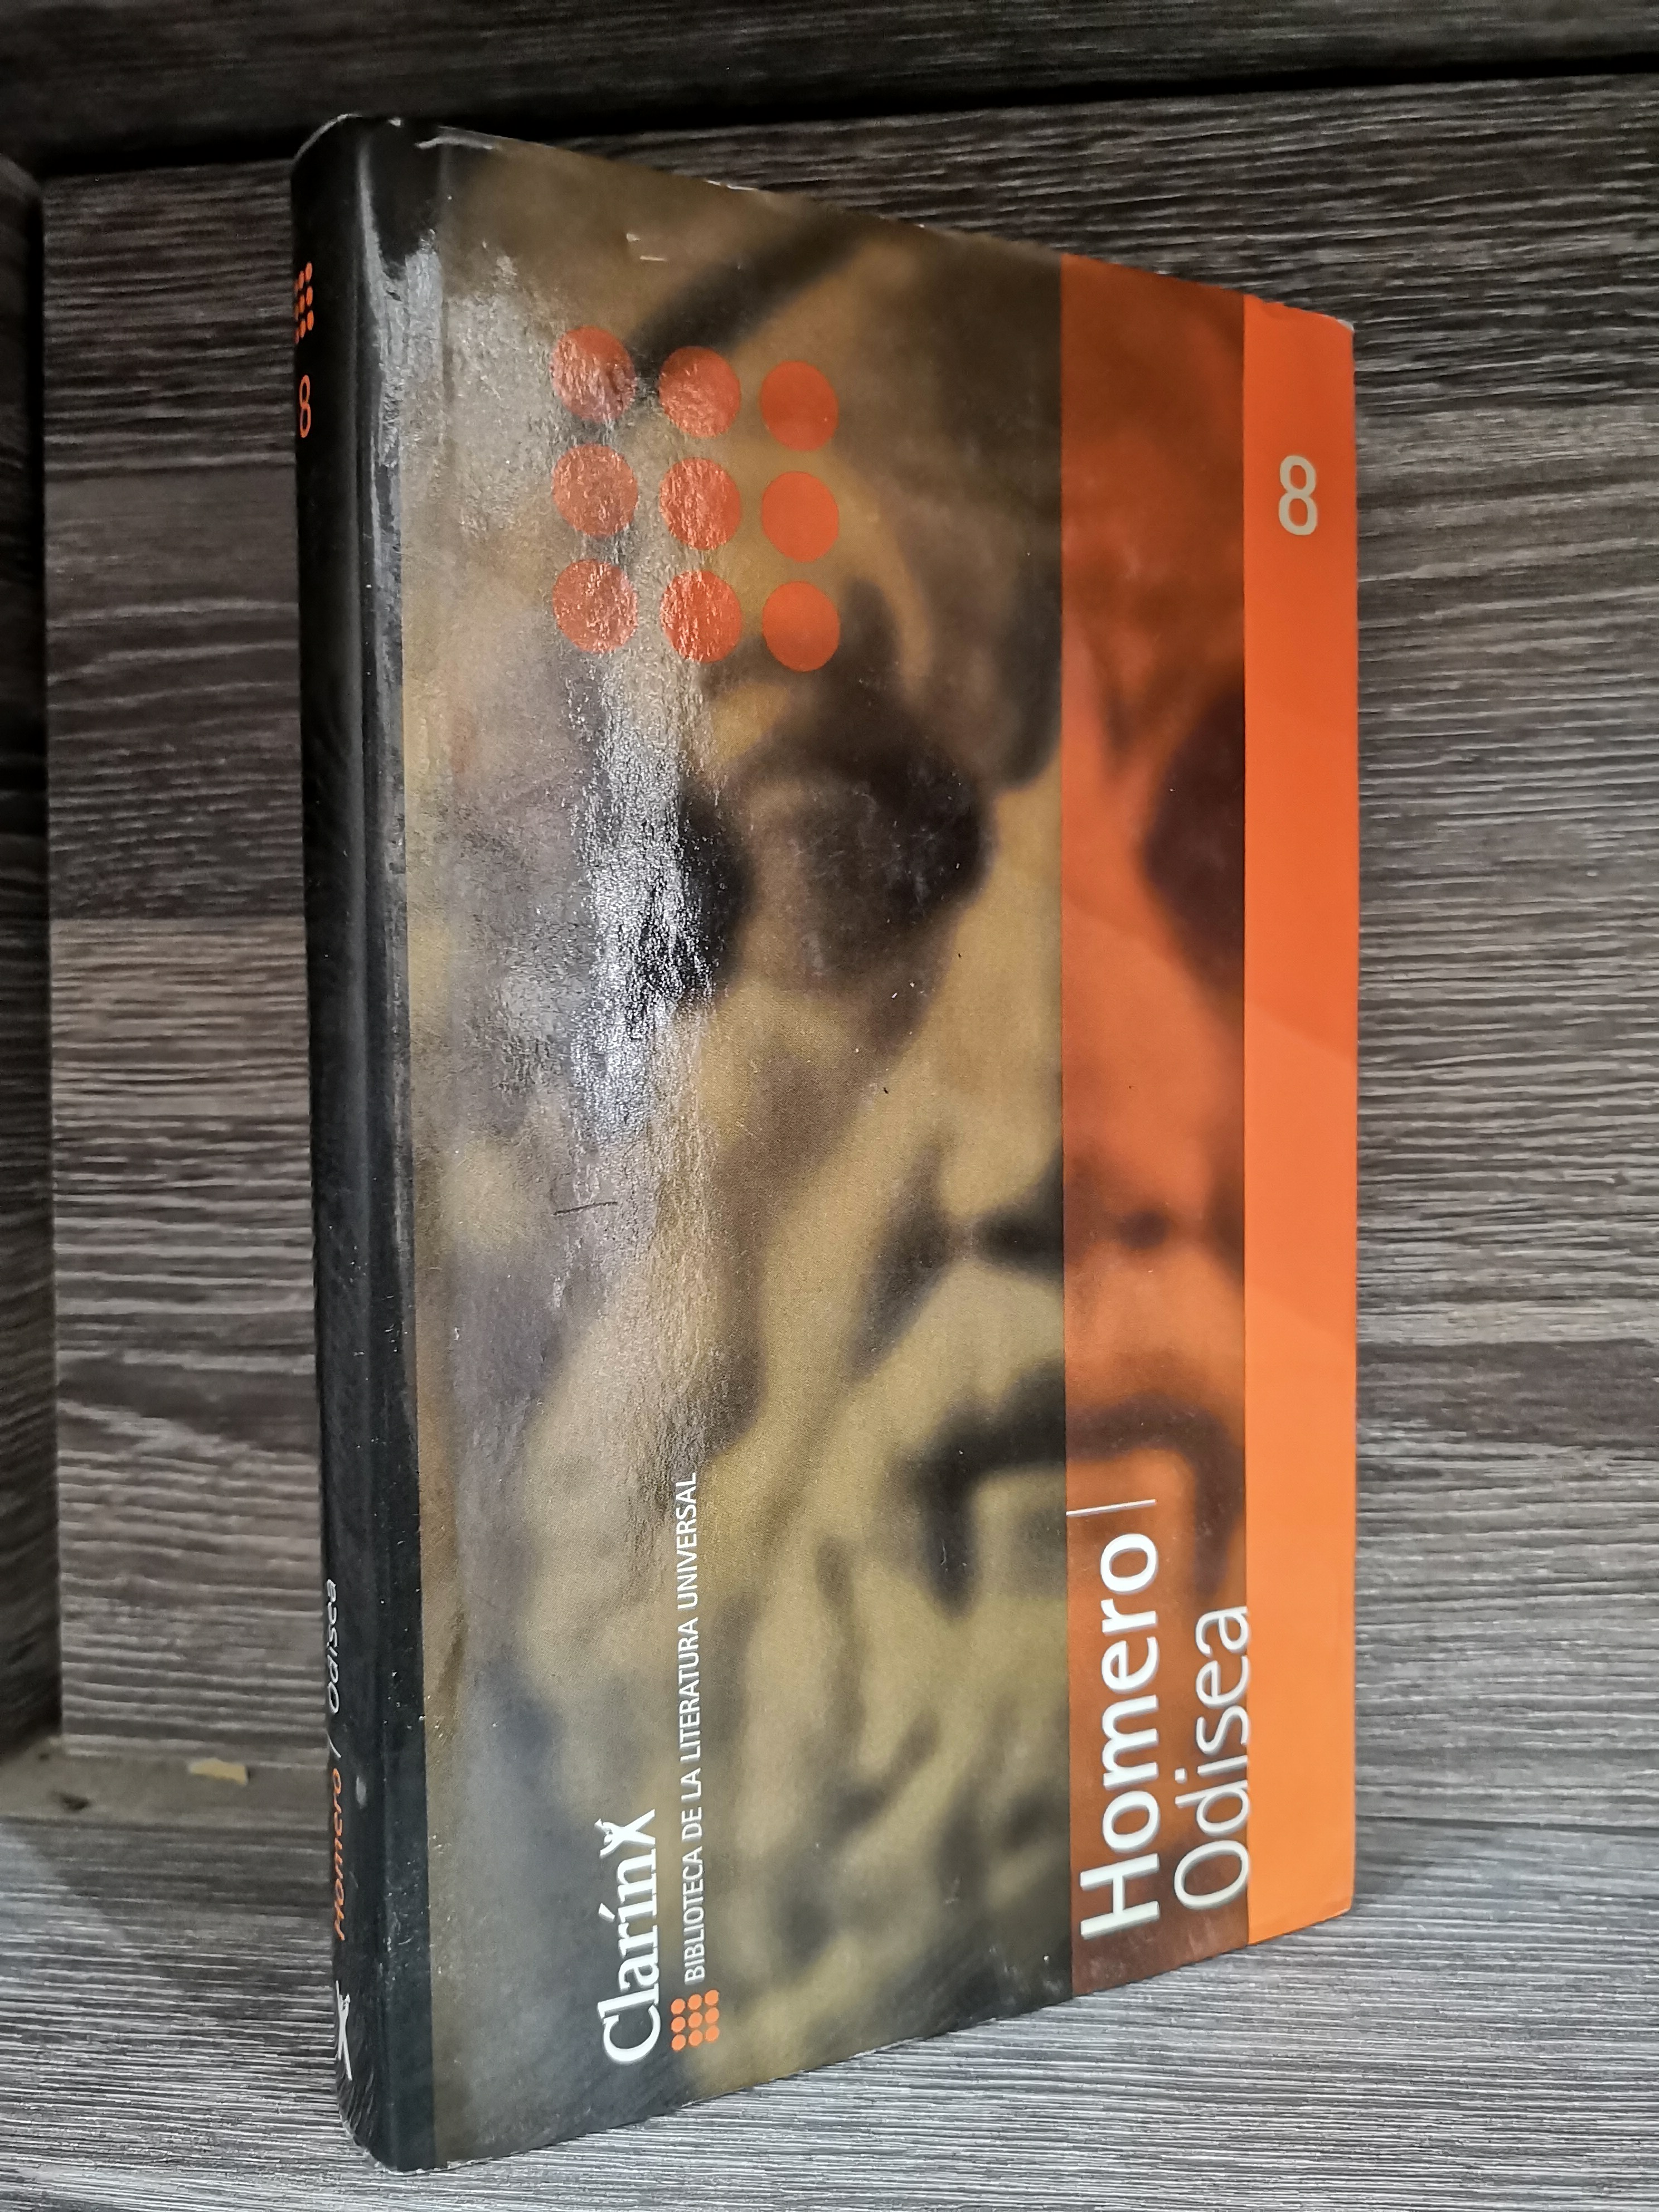 8
Homero | Odisea
Clarín
BIBLIOTECA DE LA LITERATURA UNIVERSAL
Homero |
Odisea
8